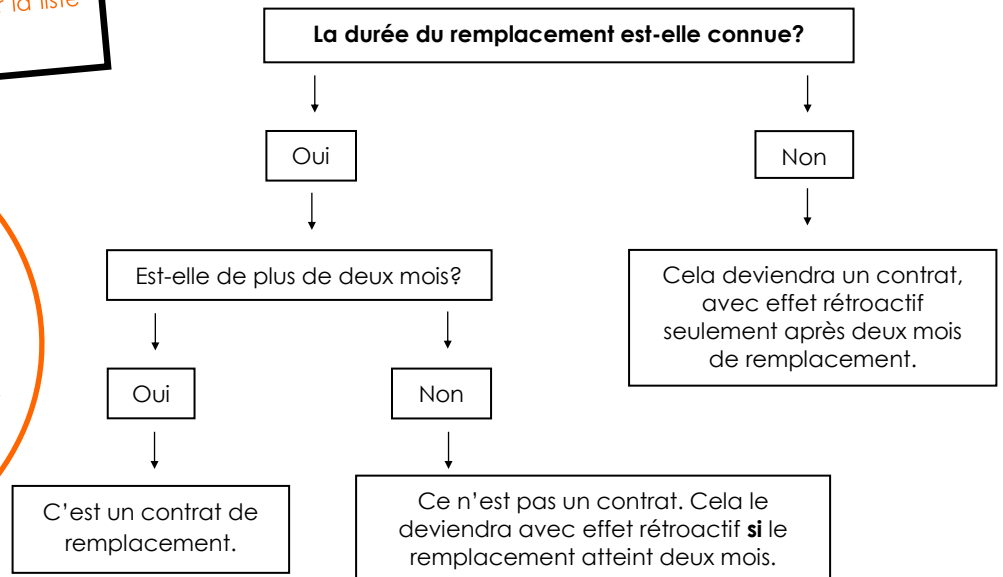 la liste
La durée du remplacement est-elle connue?
Oui
Non
Est-elle de plus de deux mois?
Cela deviendra un contrat,
avec effet rétroactif
seulement après deux mois
de remplacement.
Oui
Non
C’est un contrat de
remplacement.
Ce n’est pas un contrat. Cela le
deviendra avec effet rétroactif si le
remplacement atteint deux mois.